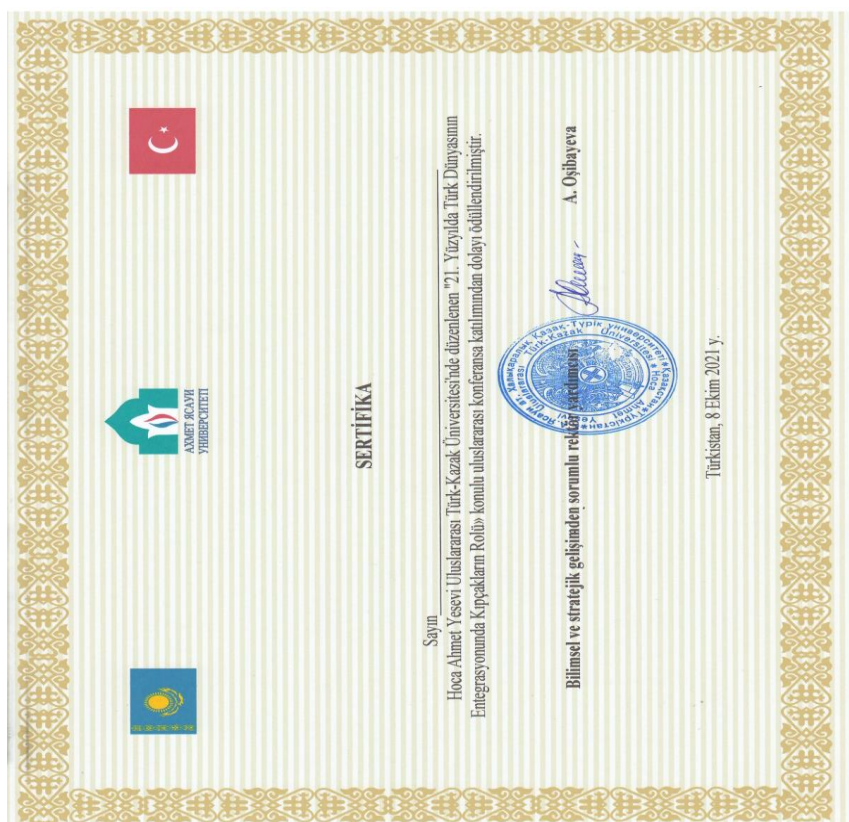 АХМЕТ ЯСАУИ
УНИВЕРСИТЕТІ
SERTİFİKA
Sayın
Hoca Ahmet Yesevi Uluslararası Türk-Kazak Üniversitesi'nde düzenlenen "21. Yüzyılda Türk Dünyasının
Entegrasyonunda Kıpçakların Rolü» konulu uluslararası konferansa katılımından dolayı ödüllendirilmiştir.
Bilimsel ve stratejik gelişimden sorumlu rektör yardımcısı A. Oşibayeva
Türkistan, 8 Ekim 2021 y.